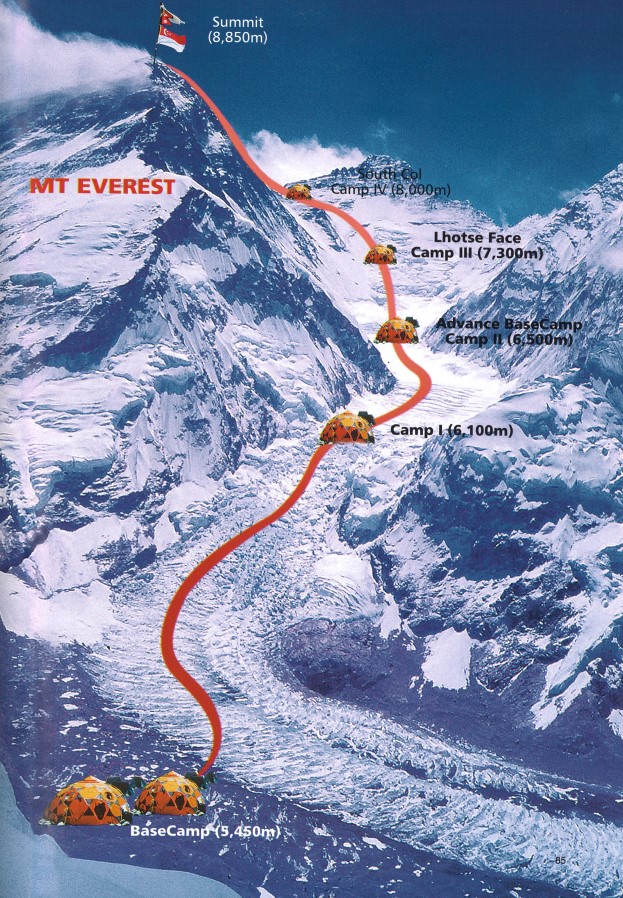 Summit
(8,850m)
MT EVEREST
South Col
Camp IV (8,000m)
Lhotse Face
Camp III (7,300m)
Advance BaseCamp
Camp II (6,500m)
Camp I (6,100m)
BaseCamp (5,450m)
85